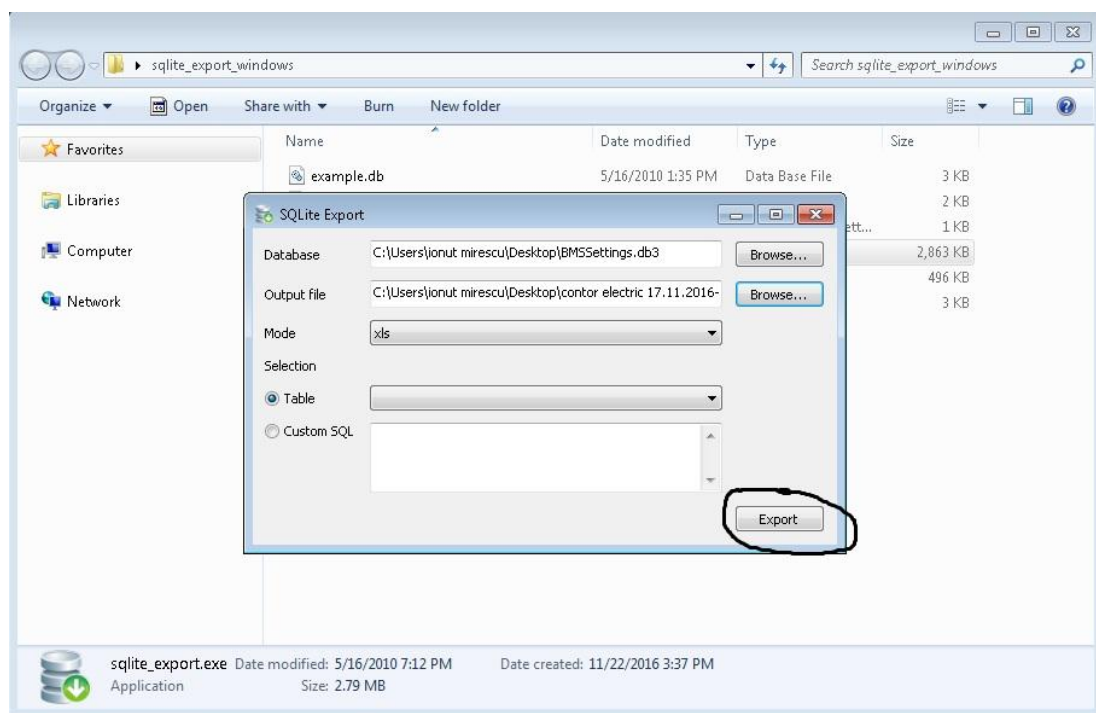 sqlite_export_windows
Search sqlite_export_windows
Organize Open Share with Burn New folder
Name Date modified Type Size
Favorites
example.db 5/16/2010 1:35 PM Data Base File 3 KB
Libraries
2 KB
SQLite Export
ett... 1 KB
Computer
2,863 KB
Database C:\Users\ionut mirescu\Desktop\BMSSettings.db3 Browse...
496 KB
Network
Output file C:\Users\ionut mirescu\Desktop\contor electric 17.11.2016- Browse...
3 KB
Mode xls
Selection
Table
Custom SQL
Export
sqlite_export.exe Date modified: 5/16/2010 7:12 PM Date created: 11/22/2016 3:37 PM
Application Size: 2.79 MB